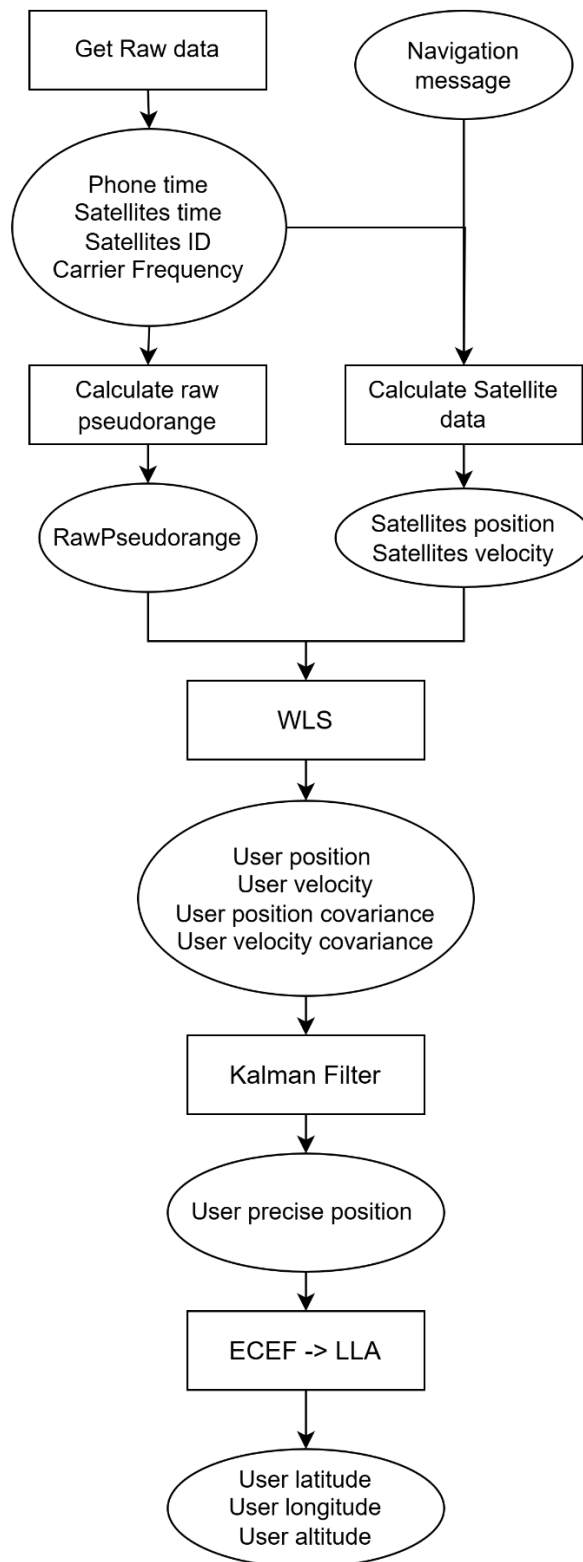 Get Raw data
Navigation
message
Phone time
Satellites time
Satellites ID
Carrier Frequency
Calculate raw
pseudorange
Calculate Satellite
data
RawPseudorange
Satellites position
Satellites velocity
WLS
User position
User velocity
User position covariance
User velocity covariance
Kalman Filter
User precise position
ECEF -> LLA
User latitude
User longitude
User altitude